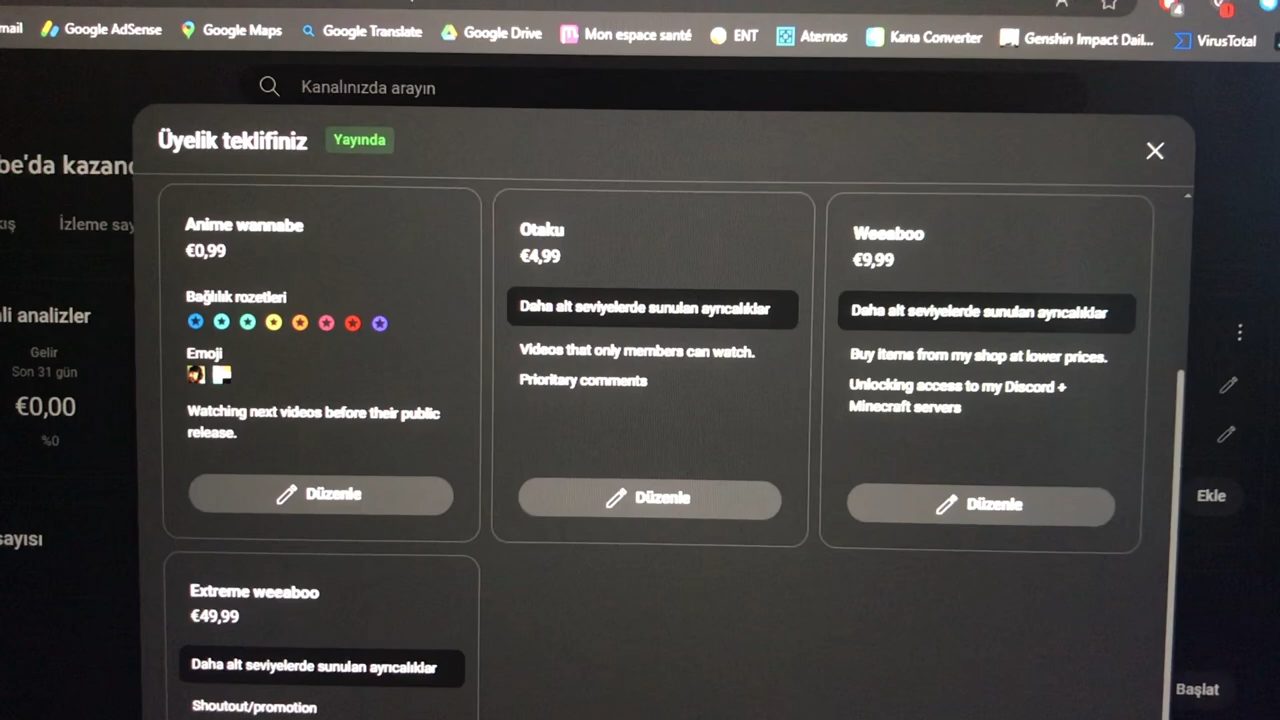 mail Google AdSense Google Maps Google Translate Google Drive Mon espace santé ENT Aternos Kana Converter Genshin Impact Dail... VirusTotal
Kanalınızda arayın
Üyelik teklifiniz Yayında
be'da kazanç
kış İzleme say
li analizler
Gelir
Son 31 gün
€0,00
%0
sayısı
Anime wannabe
€0,99
Bağlılık rozetleri
Emoji
Watching next videos before their public
release.
Düzenle
Otaku
€4,99
Daha alt seviyelerde sunulan ayrıcalıklar
Videos that only members can watch.
Prioritary comments
Düzenle
Weeaboo
€9,99
Daha alt seviyelerde sunulan ayrıcalıklar
Buy items from my shop at lower prices.
Unlocking access to my Discord +
Minecraft servers
Düzenle
Extreme weeaboo
€49,99
Daha alt seviyelerde sunulan ayrıcalıklar
Shoutout/promotion
Ekle
Başlat